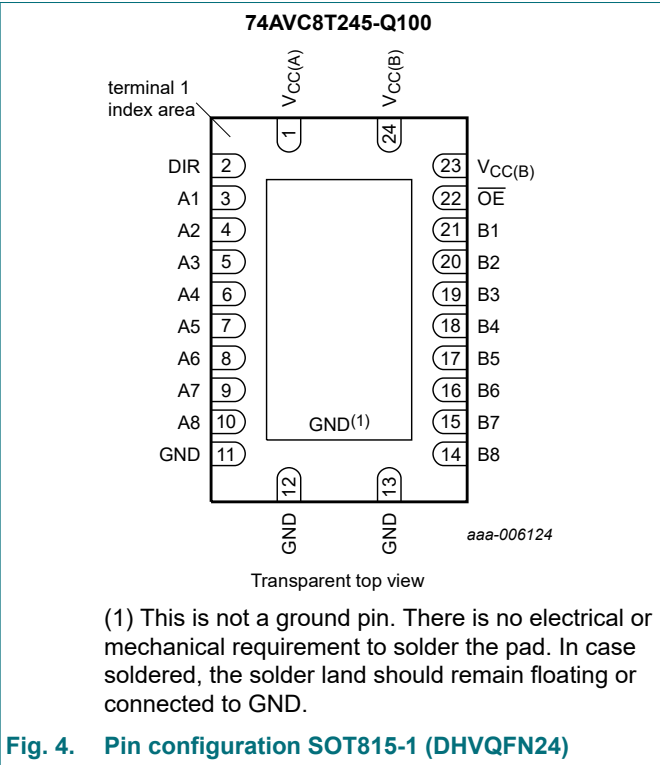 74AVC8T245-Q100
terminal 1
index area
VCC(A)
VCC(B)
1
24
DIR 2
23 VCC(B)
A1 3
22 OE
A2 4
21 B1
A3 5
20 B2
A4 6
19 B3
A5 7
18 B4
A6 8
17 B5
A7 9
16 B6
A8 10
GND(1)
15 B7
GND 11
14 B8
12
13
GND
GND
aaa-006124
Transparent top view
(1) This is not a ground pin. There is no electrical or
mechanical requirement to solder the pad. In case
soldered, the solder land should remain floating or
connected to GND.
Fig. 4. Pin configuration SOT815-1 (DHVQFN24)